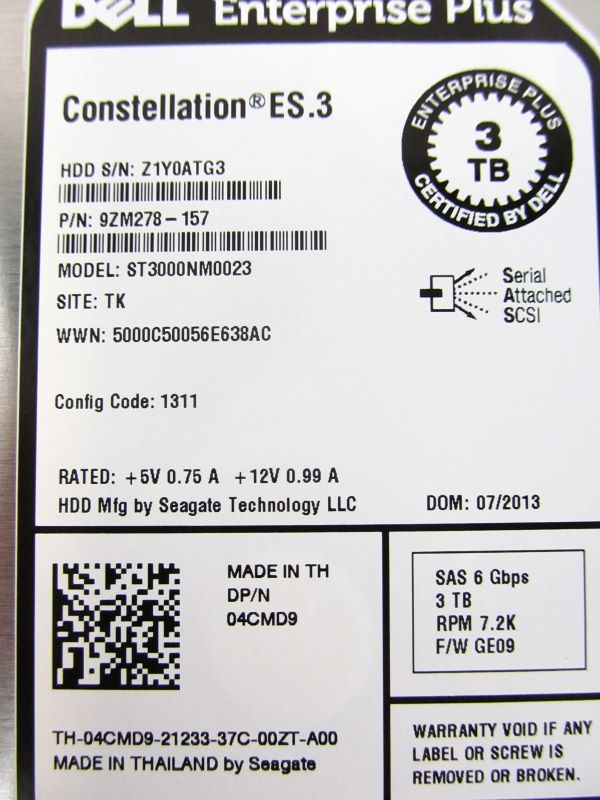 DELL Enterprise Plus
Constellation® ES.3
ENTERPRISE PLUS
3
TB
CERTIFIED BY DELL
HDD S/N: Z1Y0ATG3
P/N: 9ZM278-157
MODEL: ST3000NM0023
SITE: TK
WWN: 5000C50056E638AC
Serial
Attached
SCSI
Config Code: 1311
RATED: +5V 0.75 A +12V 0.99 A
HDD Mfg by Seagate Technology LLC
DOM: 07/2013
MADE IN TH
DP/N
04CMD9
SAS 6 Gbps
3 TB
RPM 7.2K
F/W GE09
TH-04CMD9-21233-37C-00ZT-A00
MADE IN THAILAND by Seagate
WARRANTY VOID IF ANY
LABEL OR SCREW IS
REMOVED OR BROKEN.